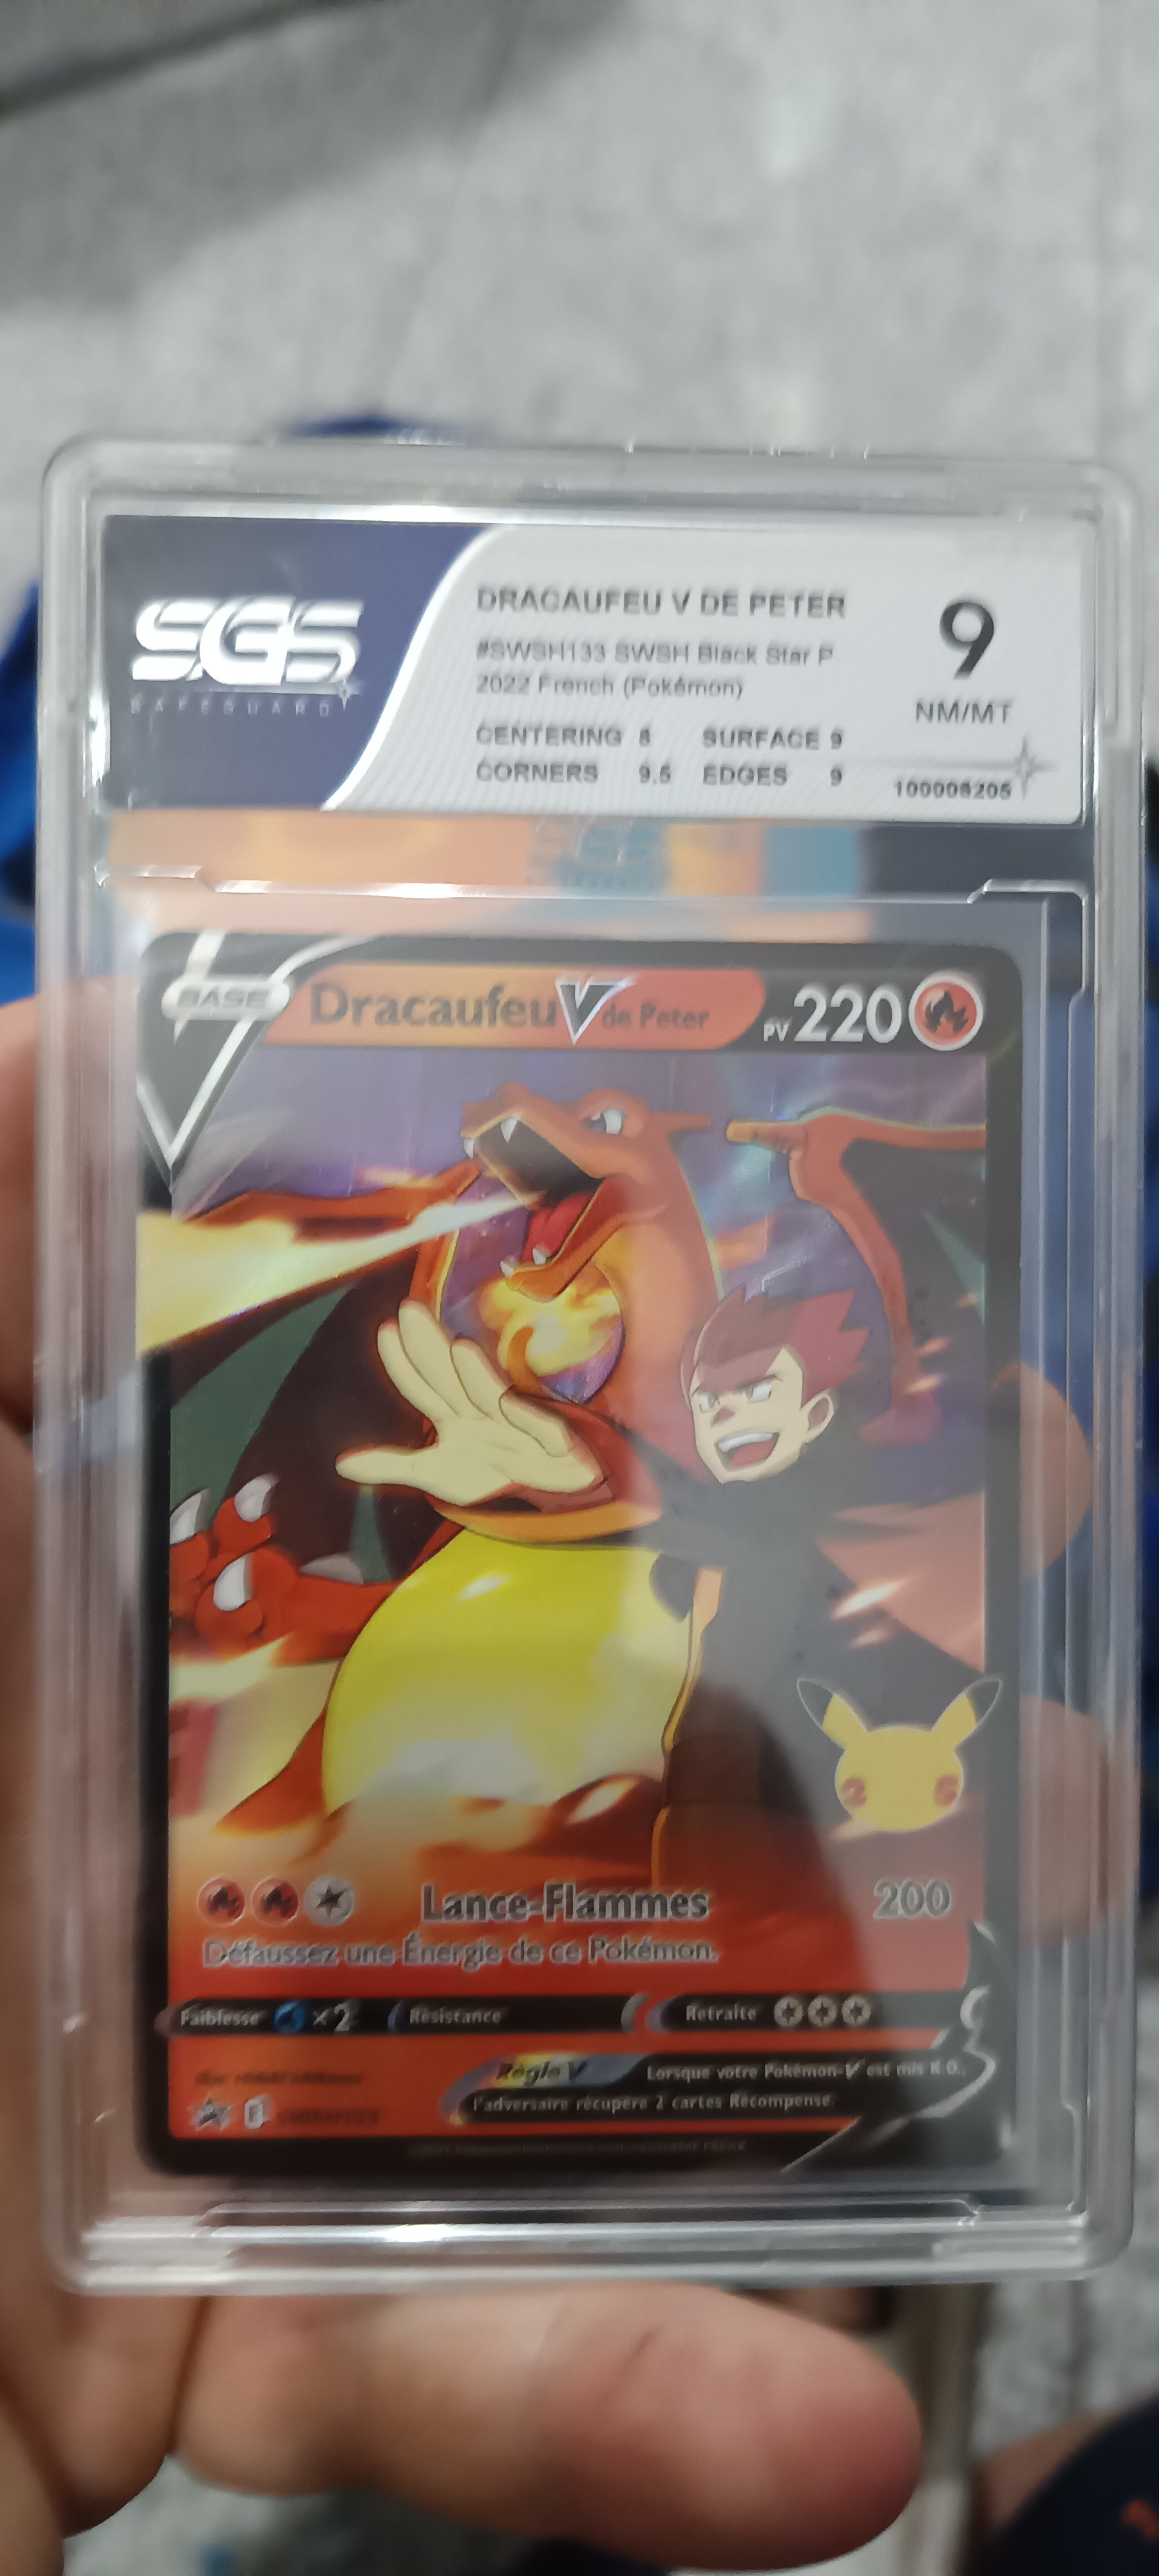 SGS
SAFEGUARD
DRACAUFEU V DE PETER
#SWSH133 SWSH Black Star P
2022 French (Pokémon)
CENTERING 8 SURFACE 9
CORNERS 9.5 EDGES 9
9
NM/MT
100006205
BASE
Dracaufeu V de Peter
PV 220
25
Lance-Flammes 200
Défaussez une Énergie de ce Pokémon.
Faiblesse ×2 Résistance Retraite
Règle V Lorsque votre Pokémon-V est mis K.O.,
l'adversaire récupère 2 cartes Récompense.
E